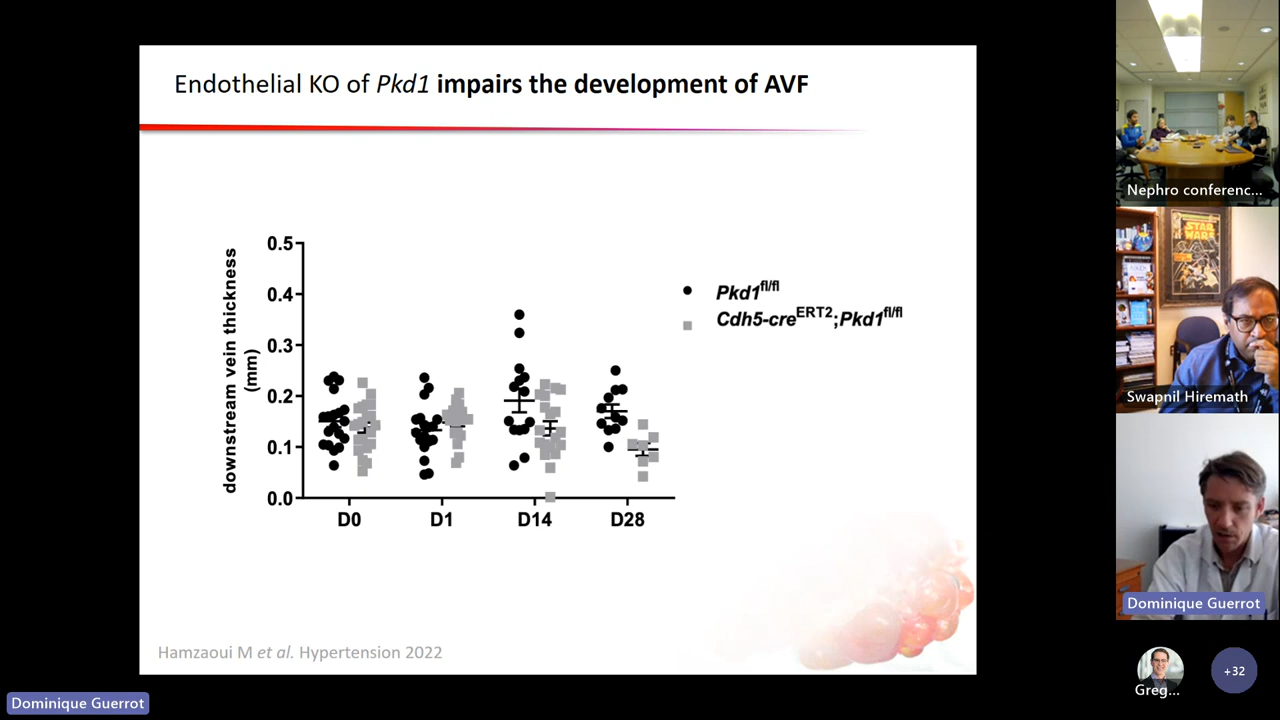 Endothelial KO of Pkd1 impairs the development of AVF
downstream vein thickness
(mm)
0.5
0.4
0.3
0.2
0.1
0.0
D0 D1 D14 D28
Pkd1fl/fl
Cdh5-creERT2;Pkd1fl/fl
Hamzaoui M et al. Hypertension 2022
Dominique Guerrot
Nephro conferenc...
STAR
WARS
Swapnil Hiremath
Dominique Guerrot
Greg...
+32